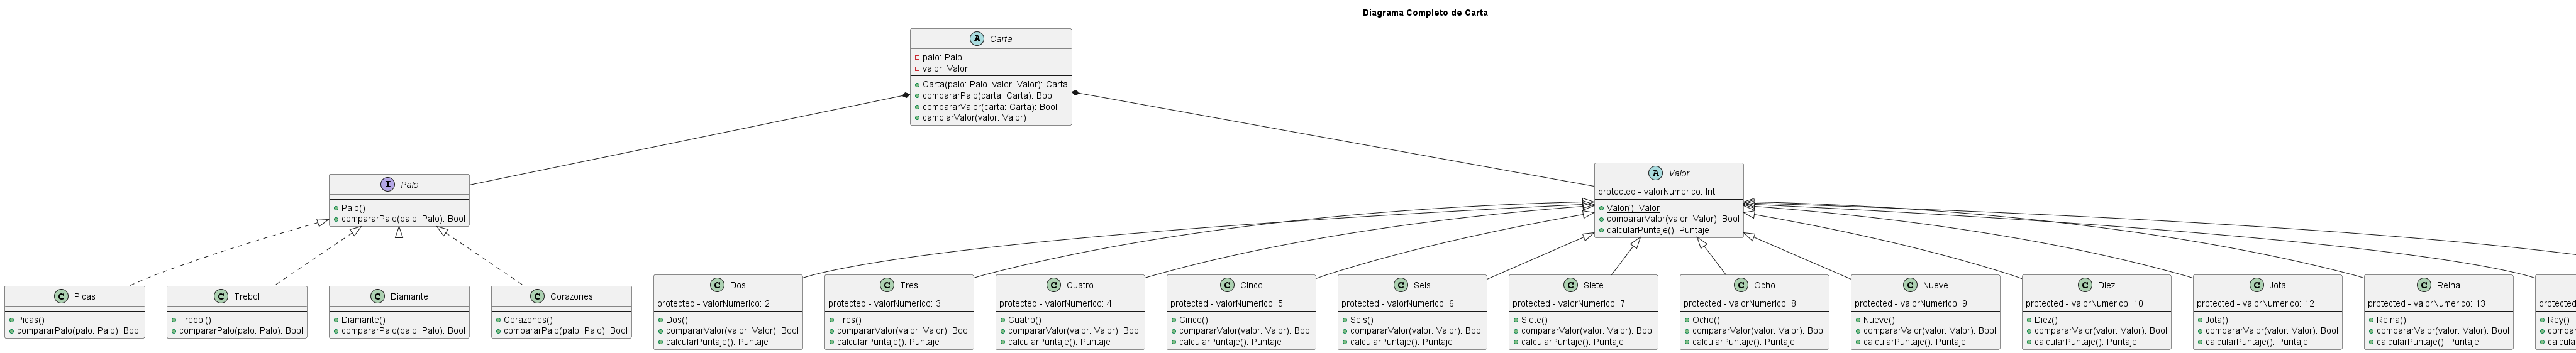 Diagrama Completo de Carta
A Carta
palo: Palo
valor: Valor
Carta(palo: Palo, valor: Valor): Carta
compararPalo(carta: Carta): Bool
compararValor(carta: Carta): Bool
cambiarValor(valor: Valor)
I Palo
Palo()
compararPalo(palo: Palo): Bool
A Valor
protected - valorNumerico: Int
Valor(): Valor
compararValor(valor: Valor): Bool
calcularPuntaje(): Puntaje
C Picas
Picas()
compararPalo(palo: Palo): Bool
C Trebol
Trebol()
compararPalo(palo: Palo): Bool
C Diamante
Diamante()
compararPalo(palo: Palo): Bool
C Corazones
Corazones()
compararPalo(palo: Palo): Bool
C Dos
protected - valorNumerico: 2
Dos()
compararValor(valor: Valor): Bool
calcularPuntaje(): Puntaje
C Tres
protected - valorNumerico: 3
Tres()
compararValor(valor: Valor): Bool
calcularPuntaje(): Puntaje
C Cuatro
protected - valorNumerico: 4
Cuatro()
compararValor(valor: Valor): Bool
calcularPuntaje(): Puntaje
C Cinco
protected - valorNumerico: 5
Cinco()
compararValor(valor: Valor): Bool
calcularPuntaje(): Puntaje
C Seis
protected - valorNumerico: 6
Seis()
compararValor(valor: Valor): Bool
calcularPuntaje(): Puntaje
C Siete
protected - valorNumerico: 7
Siete()
compararValor(valor: Valor): Bool
calcularPuntaje(): Puntaje
C Ocho
protected - valorNumerico: 8
Ocho()
compararValor(valor: Valor): Bool
calcularPuntaje(): Puntaje
C Nueve
protected - valorNumerico: 9
Nueve()
compararValor(valor: Valor): Bool
calcularPuntaje(): Puntaje
C Diez
protected - valorNumerico: 10
Diez()
compararValor(valor: Valor): Bool
calcularPuntaje(): Puntaje
C Jota
protected - valorNumerico: 12
Jota()
compararValor(valor: Valor): Bool
calcularPuntaje(): Puntaje
C Reina
protected - valorNumerico: 13
Reina()
compararValor(valor: Valor): Bool
calcularPuntaje(): Puntaje
protected
Rey()